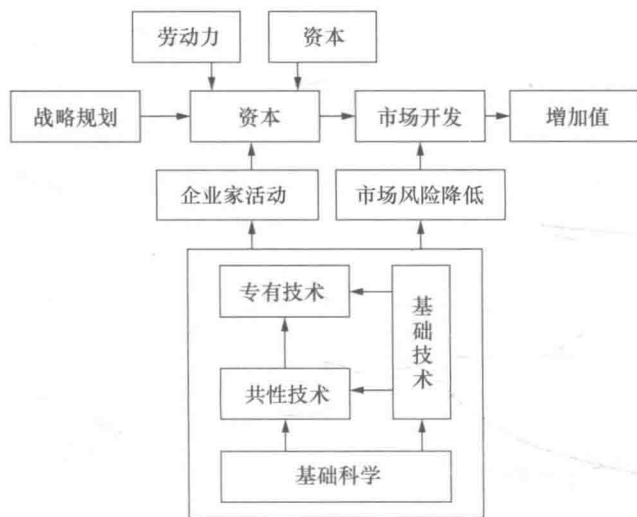 劳动力
资本
战略规划
资本
市场开发
增加值
企业家活动
市场风险降低
专有技术
基础技术
共性技术
基础科学